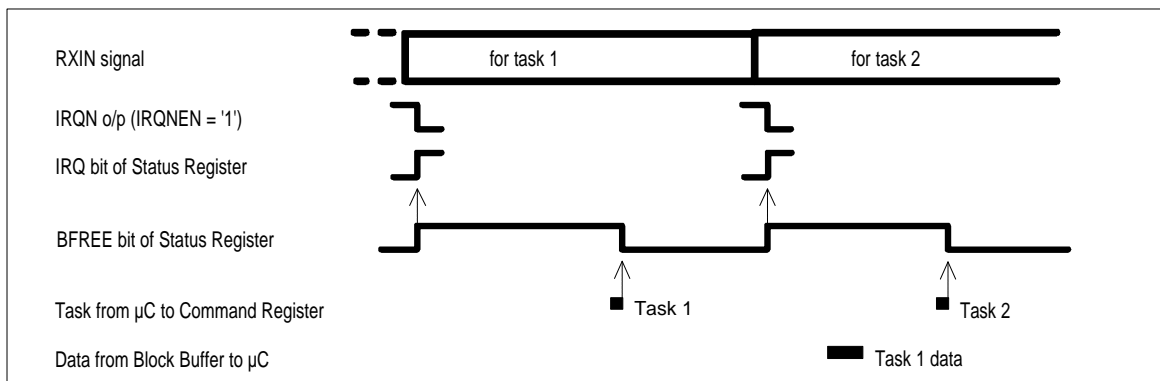 RXIN signal
for task 1
for task 2
IRQN o/p (IRQNEN = '1')
IRQ bit of Status Register
BFREE bit of Status Register
Task from µC to Command Register
Task 1
Task 2
Data from Block Buffer to µC
Task 1 data